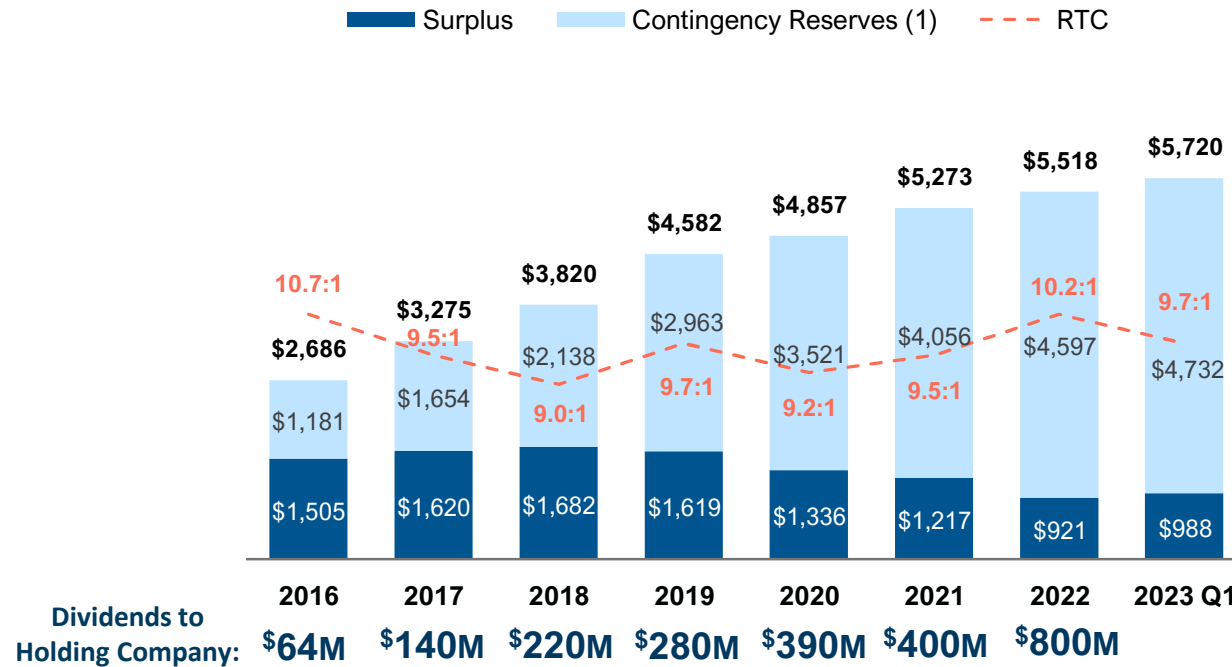 Surplus Contingency Reserves (1) RTC
$5,720
$5,518
$5,273
$4,857
$4,582
10.7:1 $3,820 10.2:1 9.7:1
$3,275
9.5:1 $2,963 $4,056
$2,686 $2,138 $3,521 $4,597
$4,732
$1,181 $1,654 9.0:1 9.7:1 9.2:1 9.5:1
$1,505 $1,620 $1,682 $1,619 $1,336 $1,217 $921 $988
2016 2017 2018 2019 2020 2021 2022 2023 Q1
Dividends to
Holding Company: $64M $140M $220M $280M $390M $400M $800M